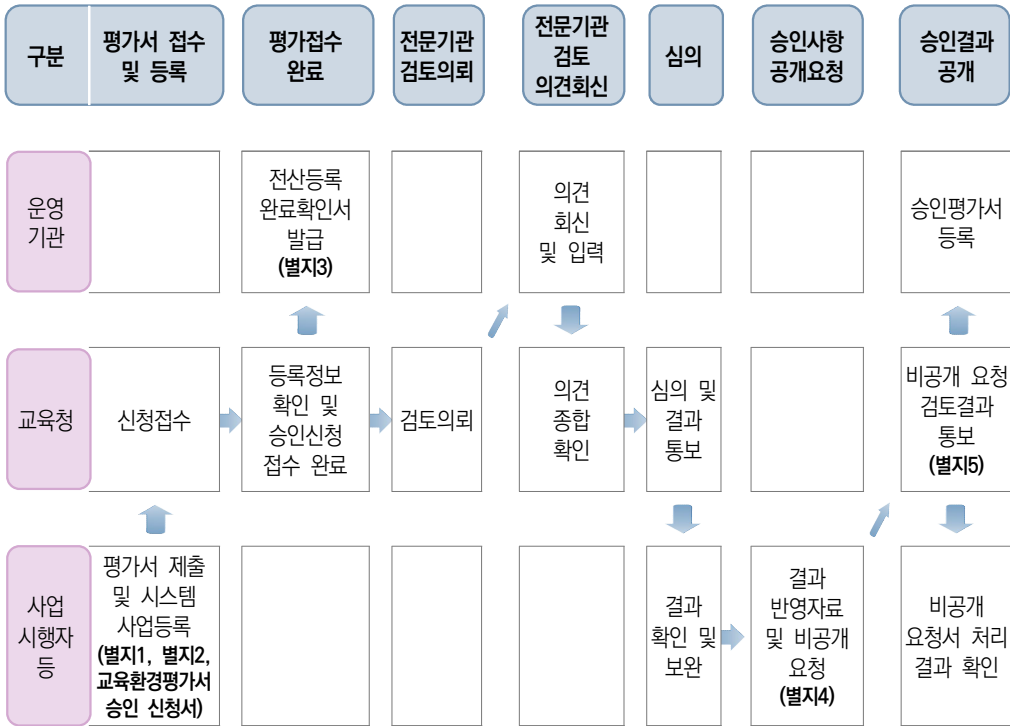 구분
평가서 접수
및 등록
평가접수
완료
전문기관
검토의뢰
전문기관
검토
의견회신
심의
승인사항
공개요청
승인결과
공개
운영
기관
전산등록
완료확인서
발급
(별지3)
의견
회신
및 입력
승인평가서
등록
교육청
신청접수
등록정보
확인 및
승인신청
접수 완료
검토의뢰
의견
종합
확인
심의 및
결과
통보
비공개 요청
검토결과
통보
(별지5)
사업
시행자
등
평가서 제출
및 시스템
사업등록
(별지1, 별지2,
교육환경평가서
승인 신청서)
결과
확인 및
보완
결과
반영자료
및 비공개
요청
(별지4)
비공개
요청서 처리
결과 확인